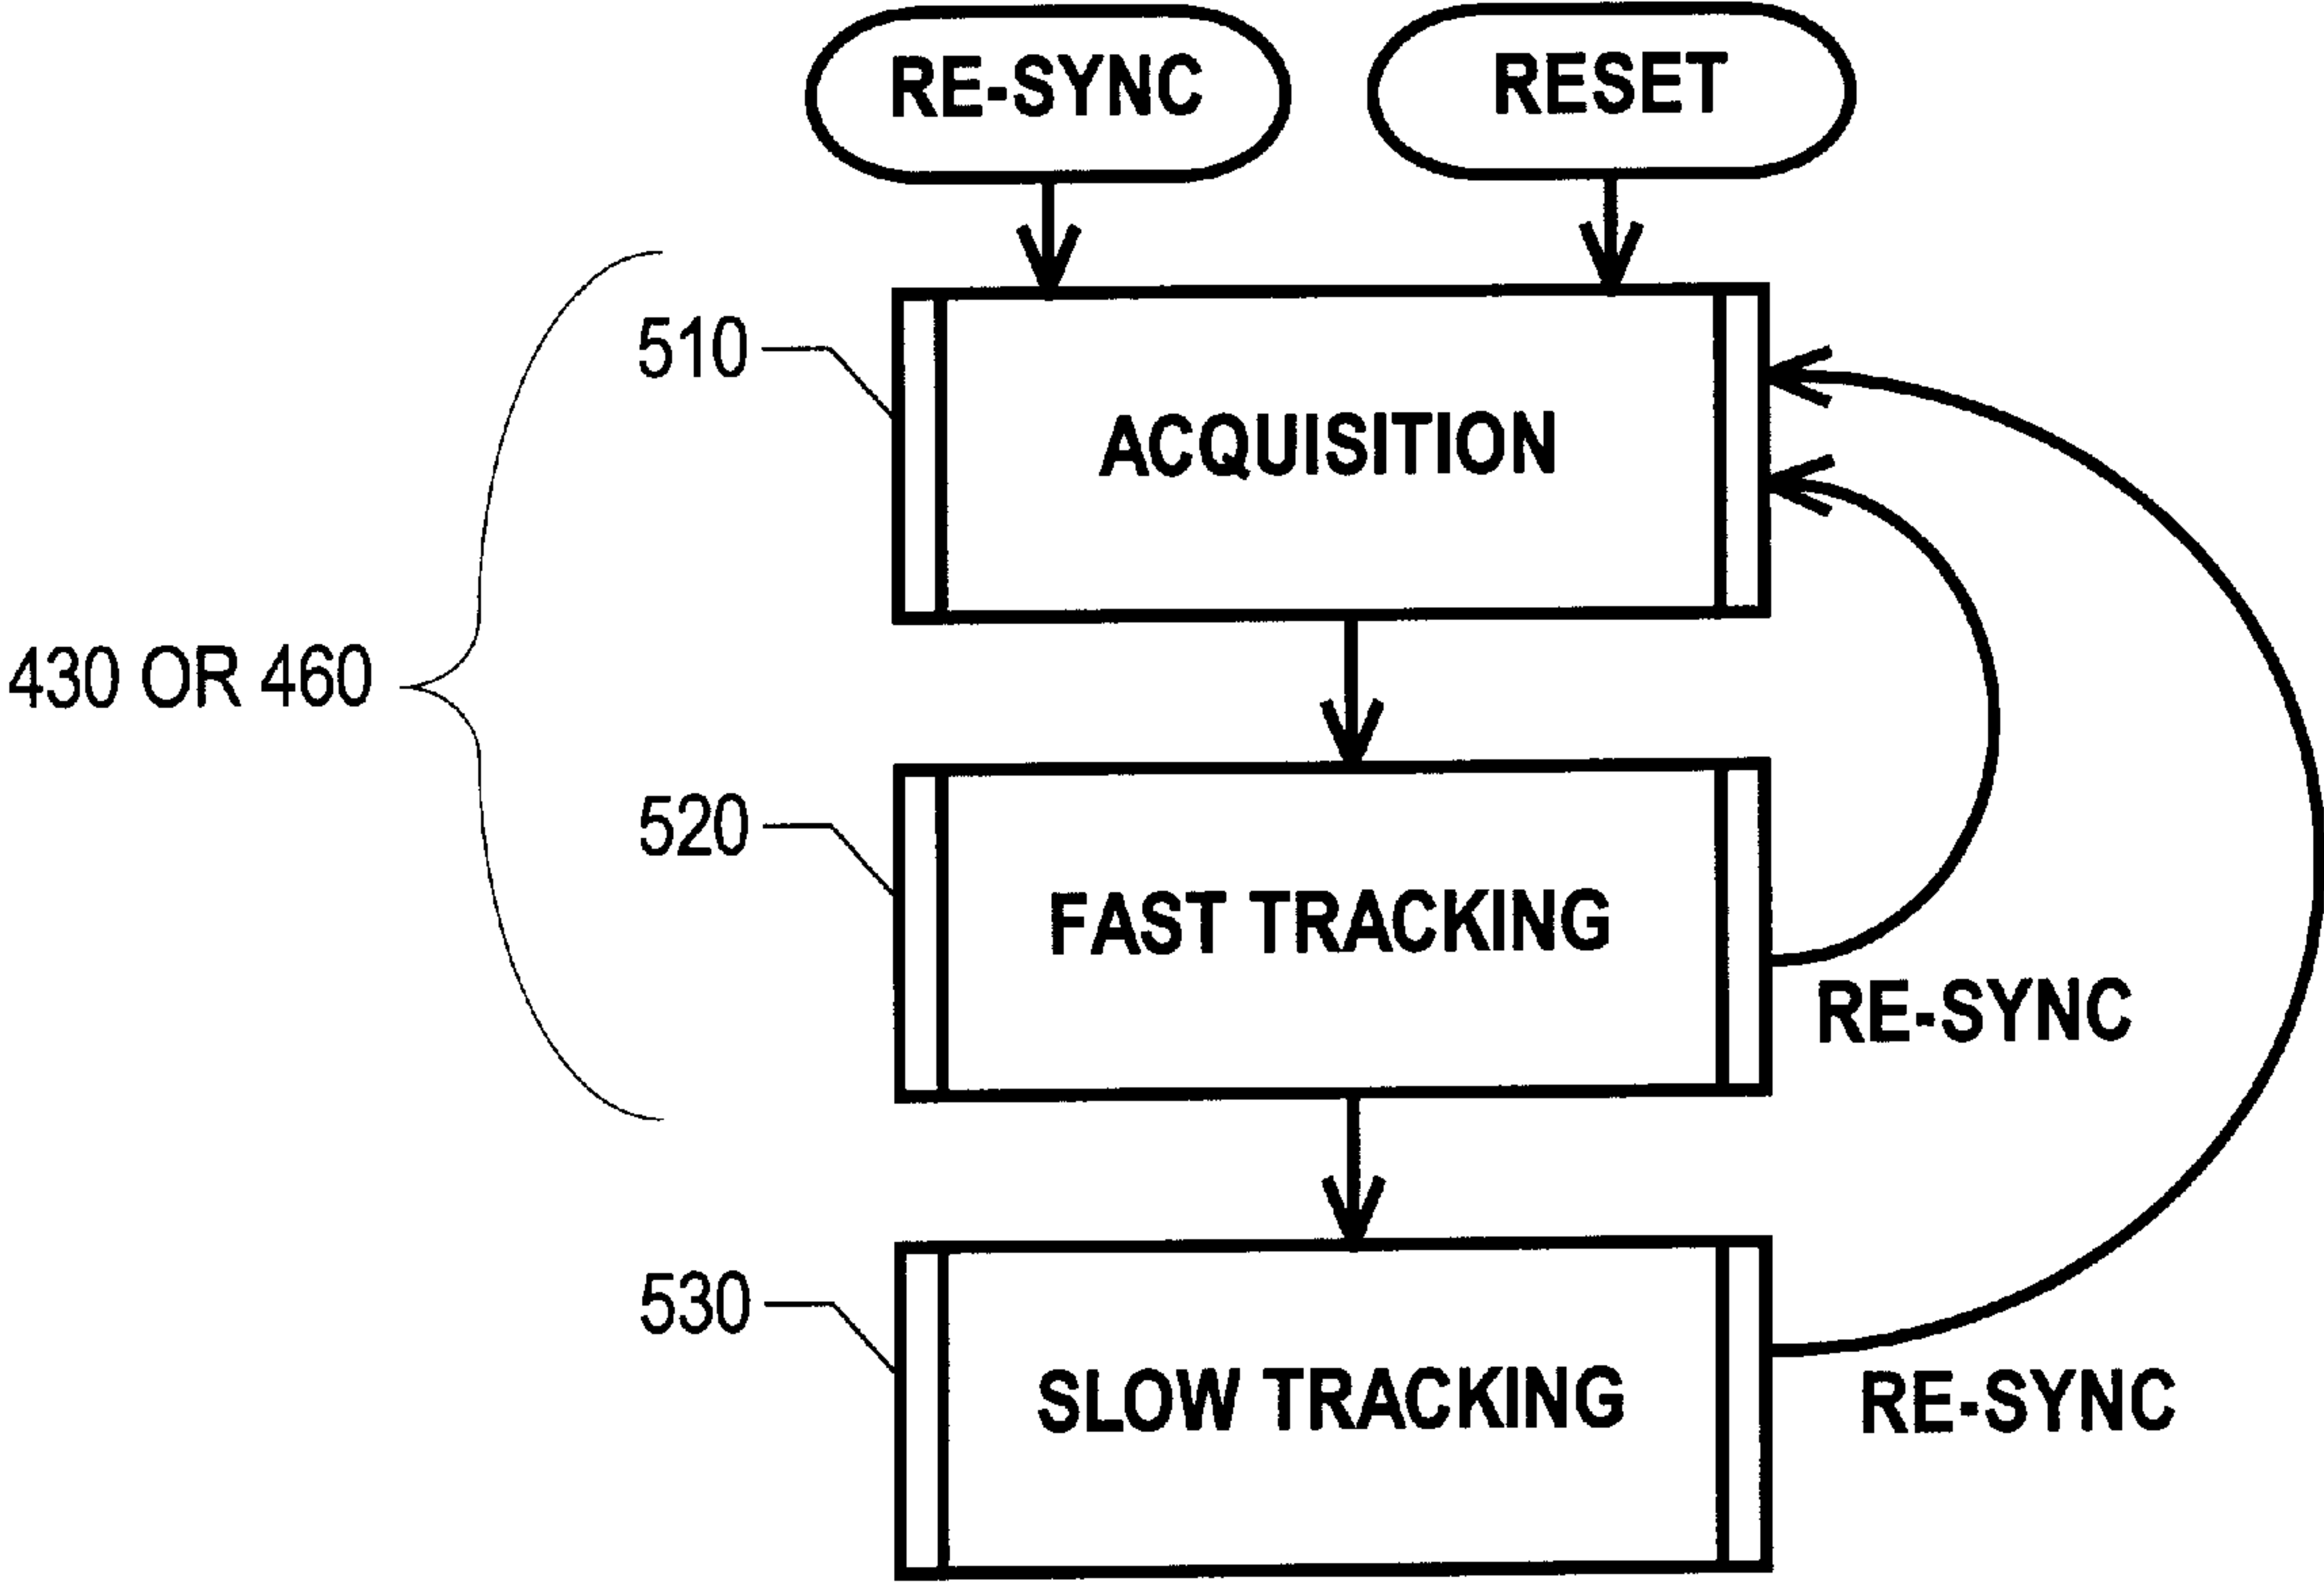 RE-SYNC
RESET
510
ACQUISITION
430 OR 460
520
FAST TRACKING
RE-SYNC
530
SLOW TRACKING
RE-SYNC